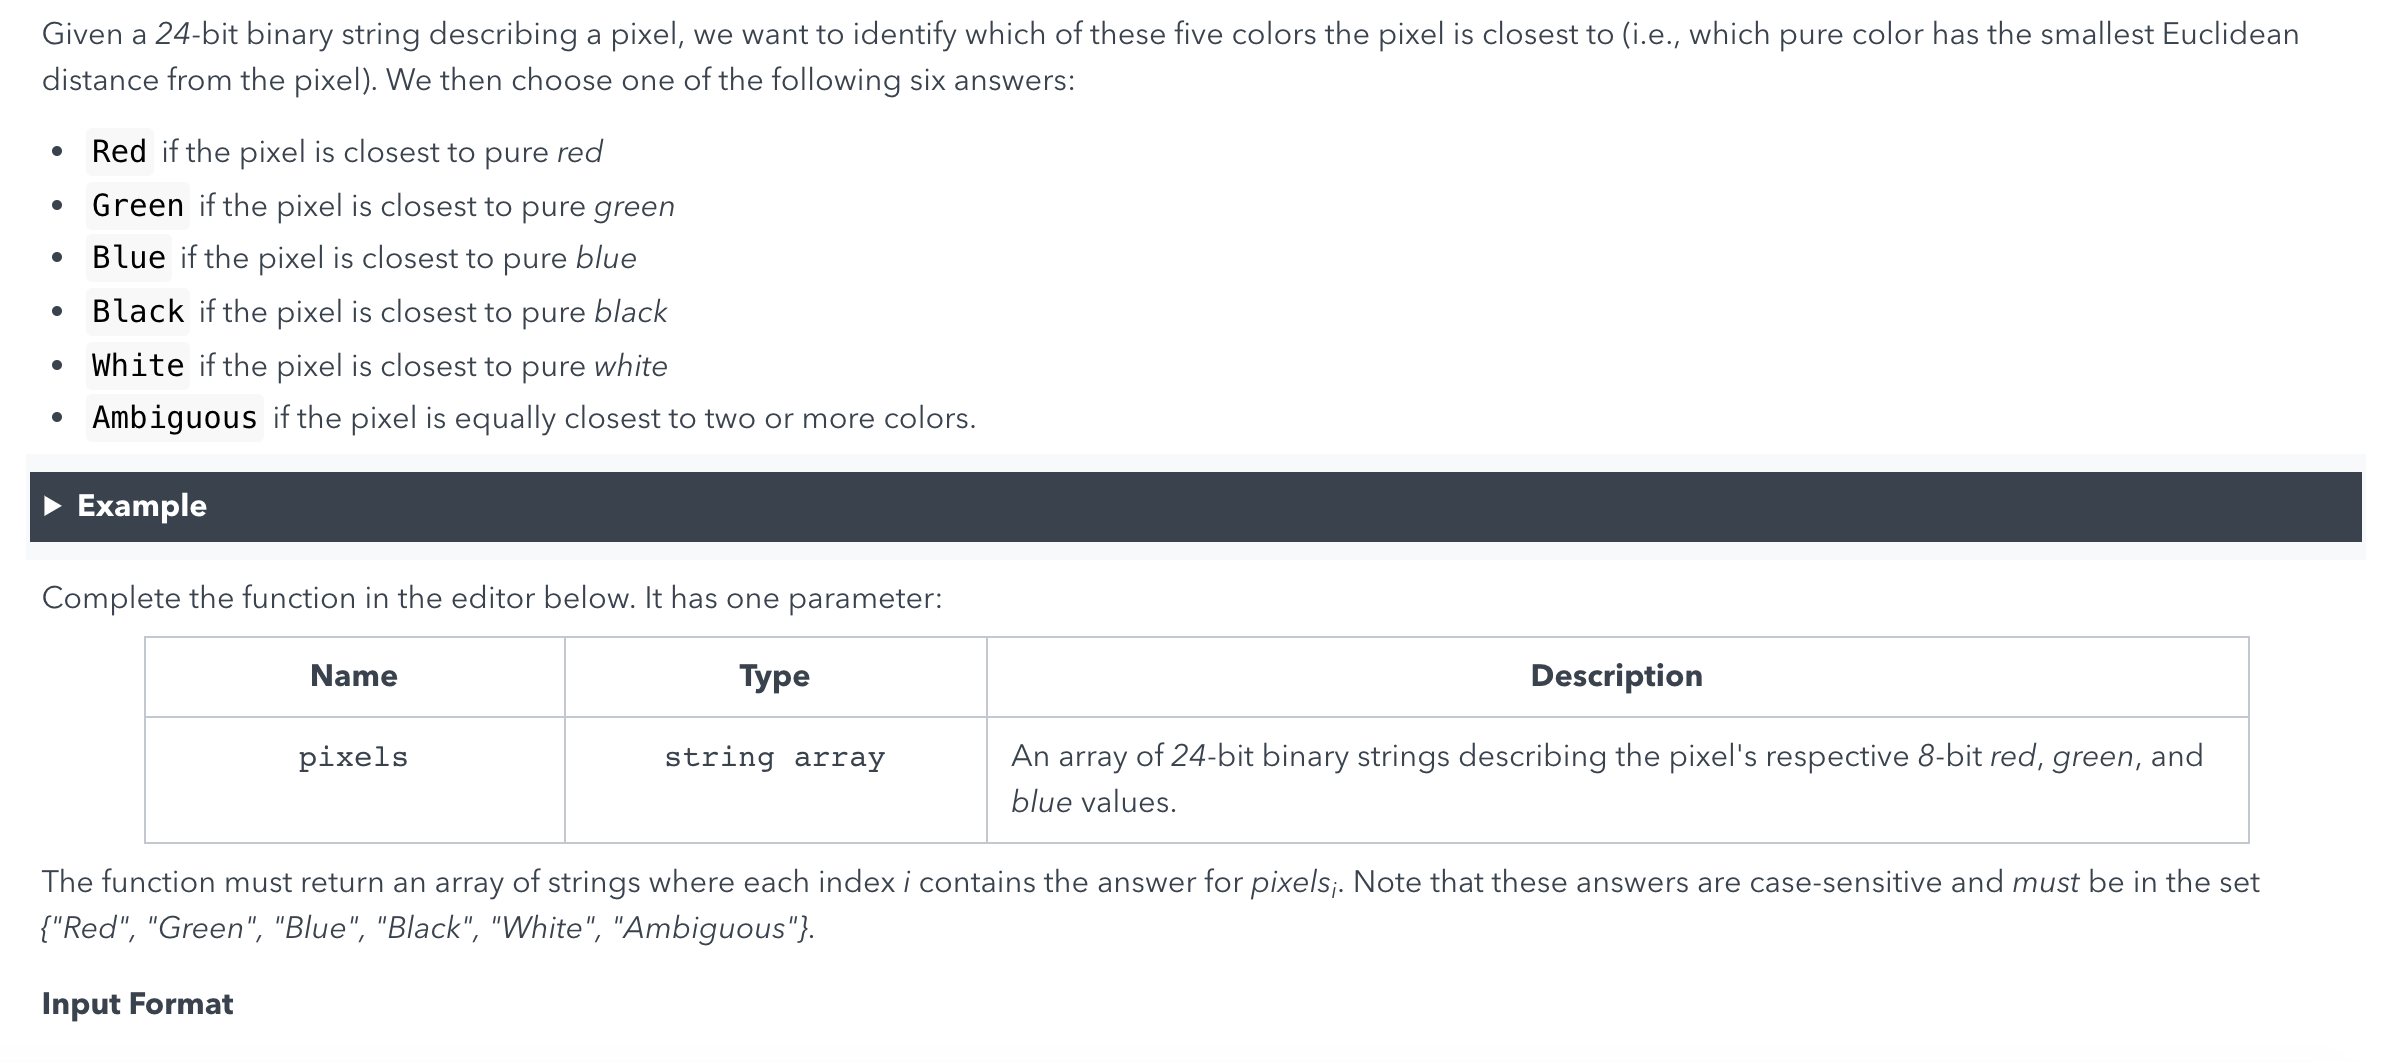 Given a 24-bit binary string describing a pixel, we want to identify which of these five colors the pixel is closest to (i.e., which pure color has the smallest Euclidean
distance from the pixel). We then choose one of the following six answers:
• Red if the pixel is closest to pure red
• Green if the pixel is closest to pure green
• Blue if the pixel is closest to pure blue
• Black if the pixel is closest to pure black
• White if the pixel is closest to pure white
• Ambiguous if the pixel is equally closest to two or more colors.
▶ Example
Complete the function in the editor below. It has one parameter:
Name Type Description
pixels string array An array of 24-bit binary strings describing the pixel's respective 8-bit red, green, and
blue values.
The function must return an array of strings where each index i contains the answer for pixelsᵢ. Note that these answers are case-sensitive and must be in the set
{"Red", "Green", "Blue", "Black", "White", "Ambiguous"}.
Input Format